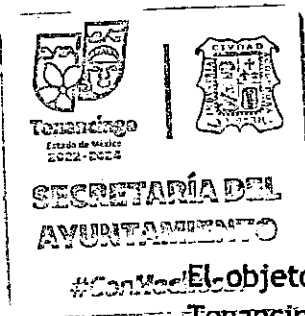 Tenancingo
Estado de México
2022-2024
CIUDAD
SECRETARÍA DEL
AYUNTAMIENTO
El objeto